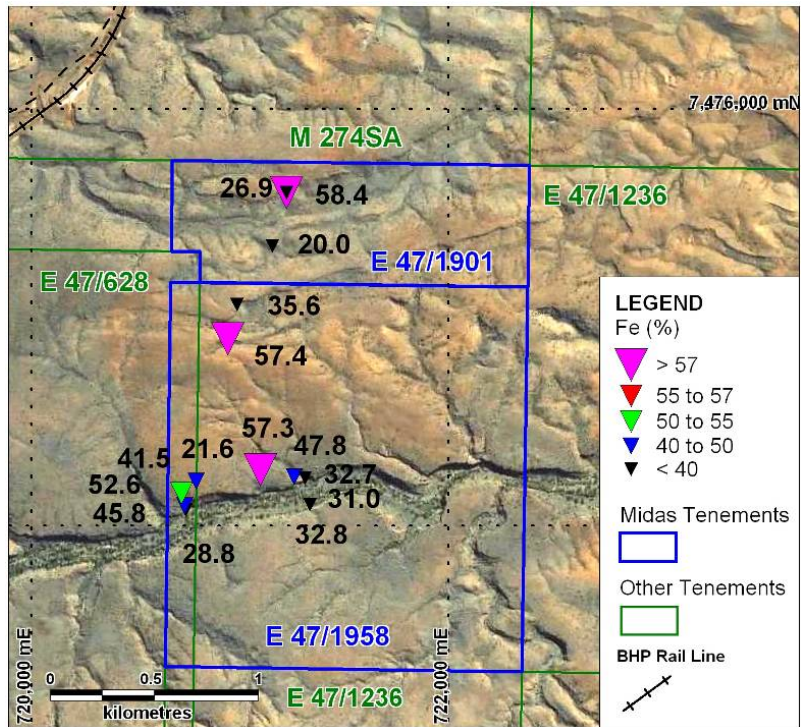 7,476,000 mN
M 274SA
26.9
58.4
E 47/1236
20.0
E 47/1901
E 47/628
35.6
57.4
57.3
47.8
41.5
21.6
32.7
52.6
31.0
45.8
32.8
28.8
E 47/1958
720,000 mE
722,000 mE
0 0.5 1
kilometres
E 47/1236
LEGEND
Fe (%)
> 57
55 to 57
50 to 55
40 to 50
< 40
Midas Tenements
Other Tenements
BHP Rail Line